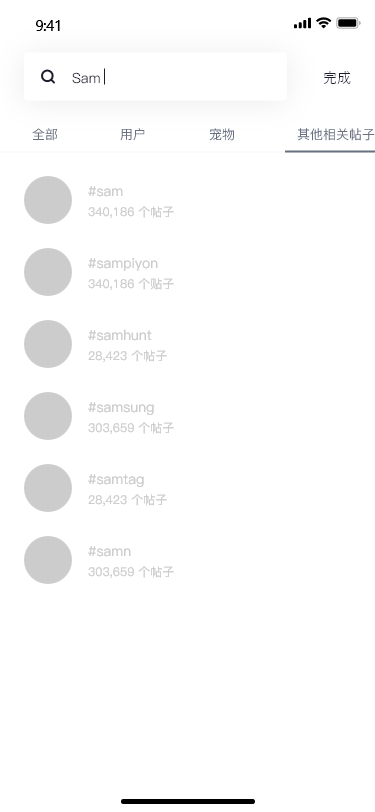 9:41
Sam
完成
全部 用户 宠物 其他相关帖子
#sam
340,186 个帖子
#sampiyon
340,186 个贴子
#samhunt
28,423 个帖子
#samsung
303,659 个帖子
#samtag
28,423 个帖子
#samn
303,659 个帖子